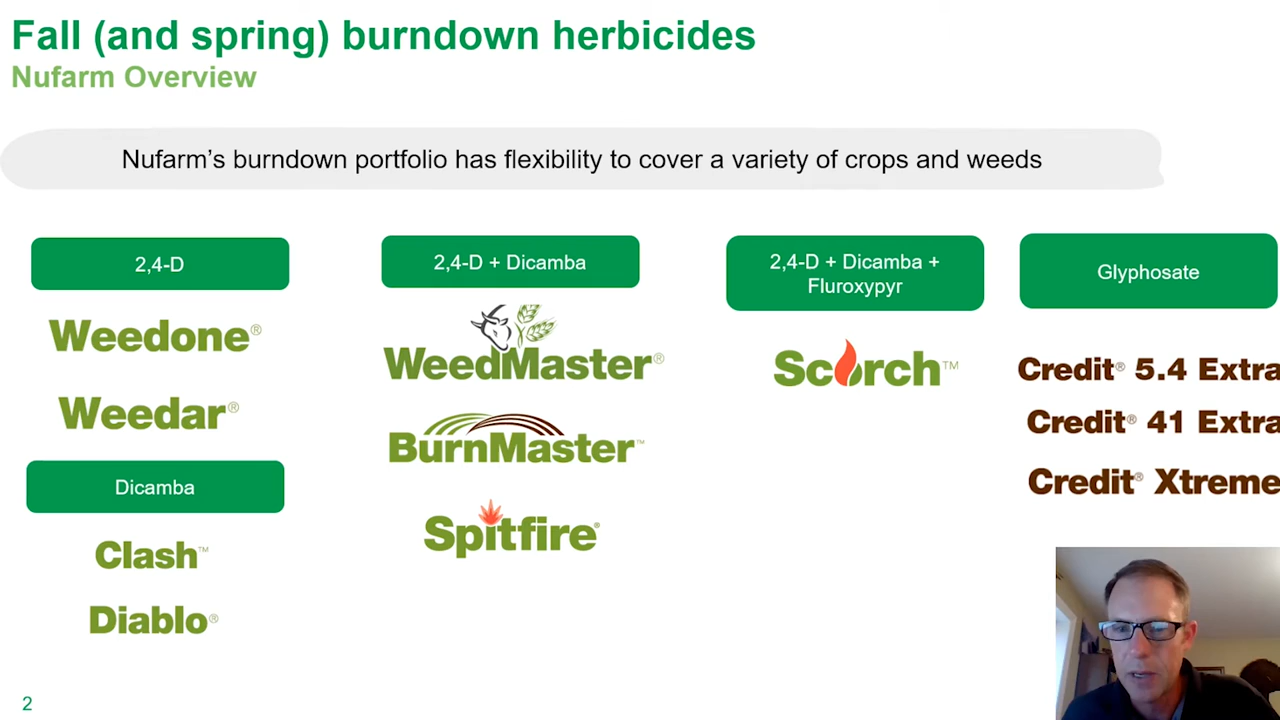 Fall (and spring) burndown herbicides
Nufarm Overview
Nufarm's burndown portfolio has flexibility to cover a variety of crops and weeds
2,4-D
Weedone®
Weedar®
Dicamba
Clash™
Diablo®
2,4-D + Dicamba
WeedMaster®
BurnMaster™
Spitfire®
2,4-D + Dicamba +
Fluroxypyr
Scorch™
Glyphosate
Credit® 5.4 Extra
Credit® 41 Extra
Credit® Xtreme
2